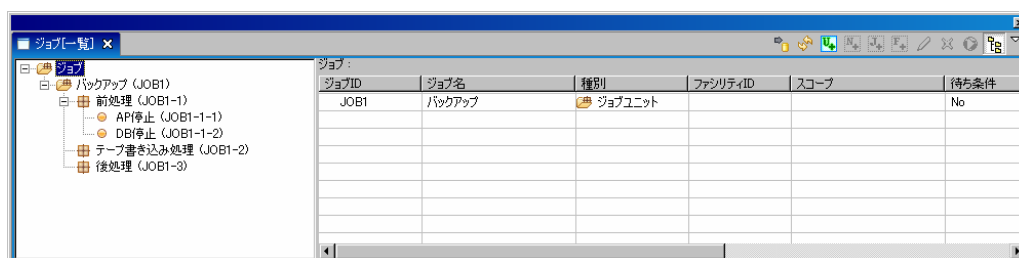 ジョブ[一覧]
U+ N+ J+ F+
ジョブ
バックアップ (JOB1)
前処理 (JOB1-1)
AP停止 (JOB1-1-1)
DB停止 (JOB1-1-2)
テープ書き込み処理 (JOB1-2)
後処理 (JOB1-3)
ジョブ :
ジョブID ジョブ名 種別 ファシリティID スコープ 待ち条件
JOB1 バックアップ ジョブユニット No